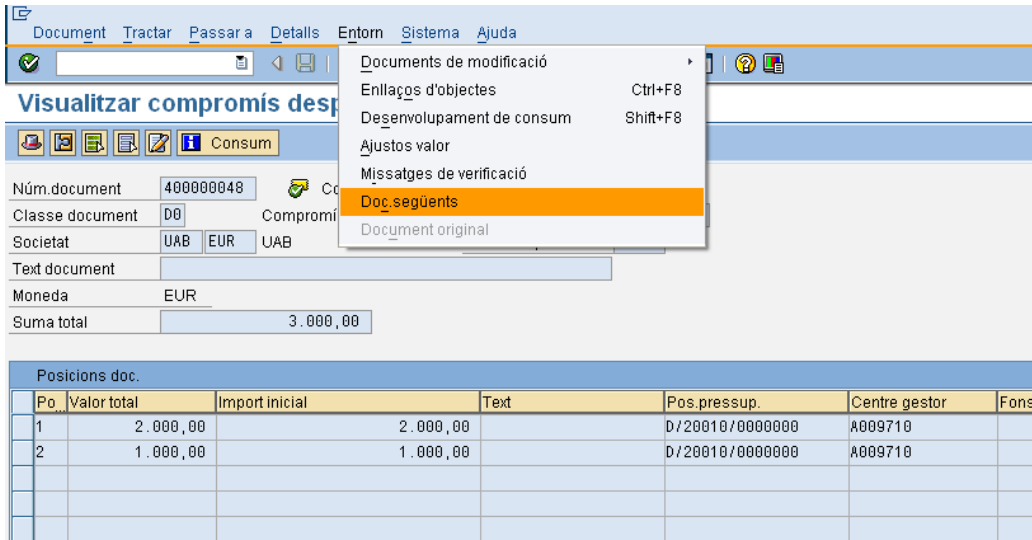 Document Tractar Passar a Detalls Entorn Sistema Ajuda
Documents de modificació
Enllaços d'objectes Ctrl+F8
Desenvolupament de consum Shift+F8
Ajustos valor
Missatges de verificació
Doc.següents
Document original
Visualitzar compromís desp
Consum
Núm.document 400000048 Co
Classe document D0 Compromí
Societat UAB EUR UAB
Text document
Moneda EUR
Suma total 3.000,00
Posicions doc.
Po... Valor total Import inicial Text Pos.pressup. Centre gestor Fons
1 2.000,00 2.000,00 D/20010/0000000 A009710
2 1.000,00 1.000,00 D/20010/0000000 A009710